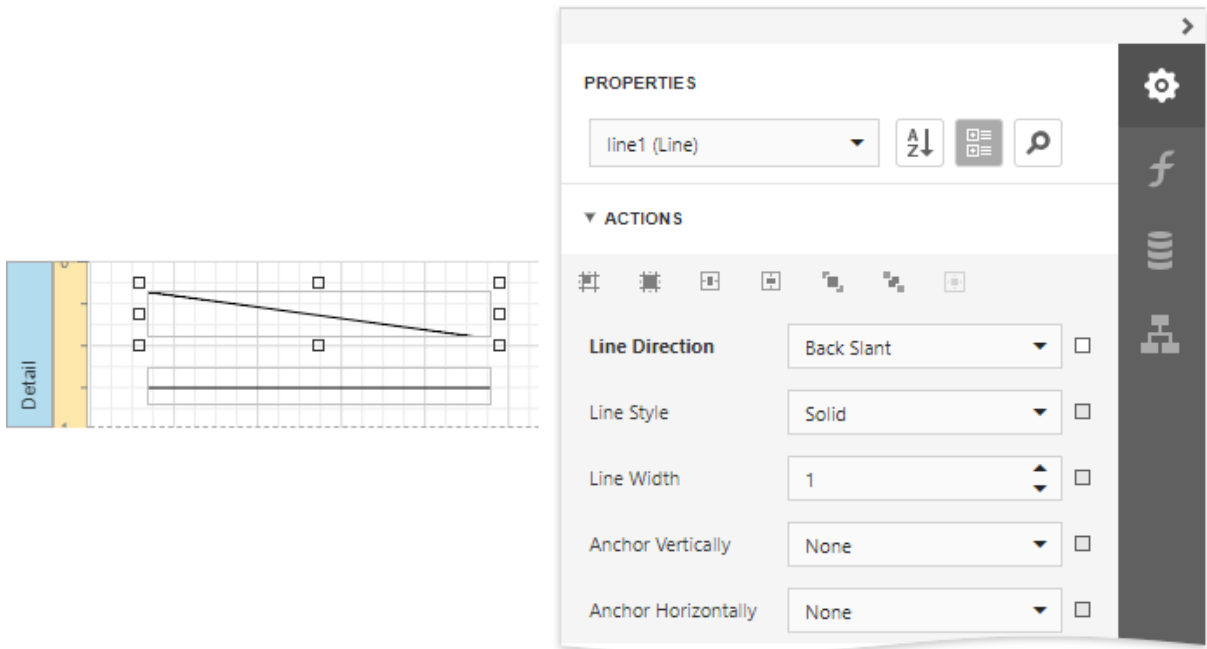 Detail
PROPERTIES
line1 (Line)
A
Z
ACTIONS
Line Direction
Back Slant
Line Style
Solid
Line Width
1
Anchor Vertically
None
Anchor Horizontally
None